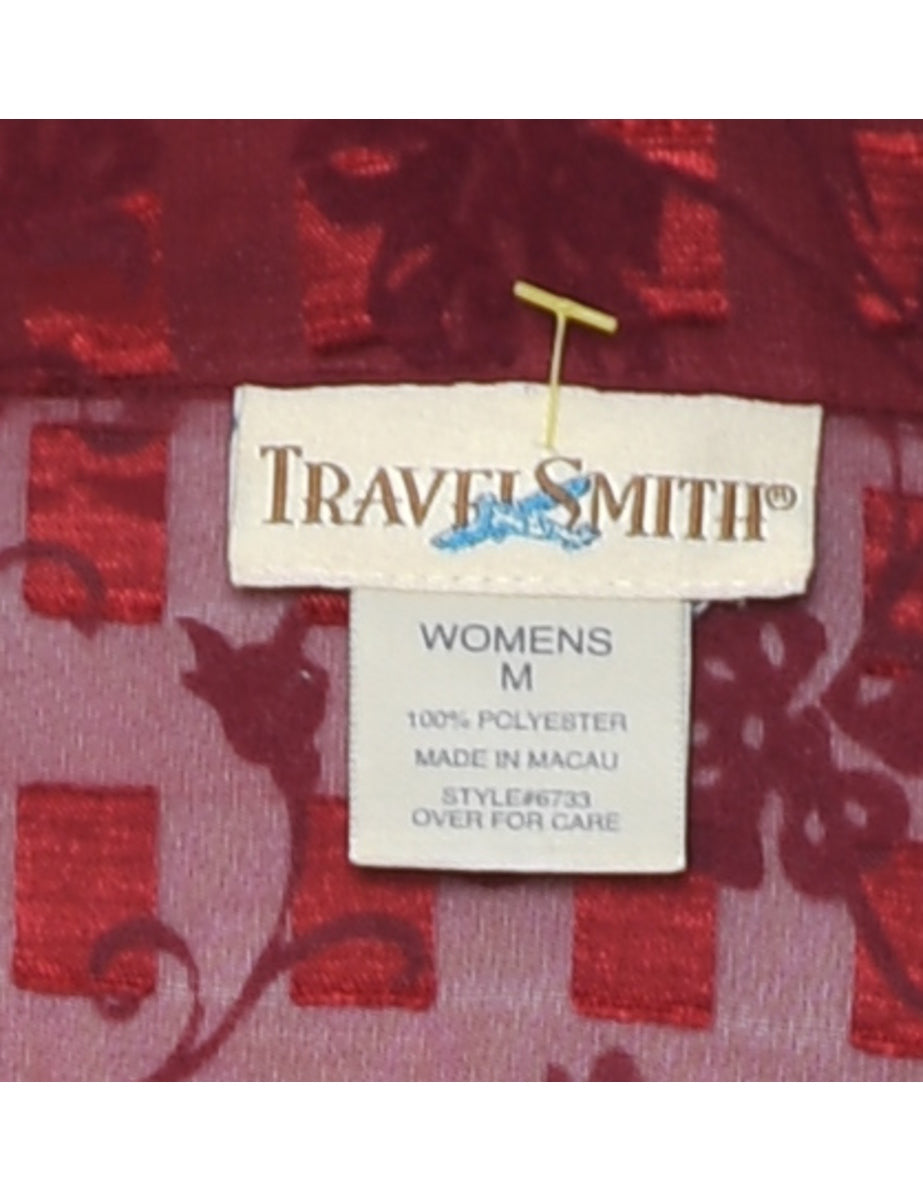 TRAVELSMITH®
WOMENS
M
100% POLYESTER
MADE IN MACAU
STYLE#6733
OVER FOR CARE